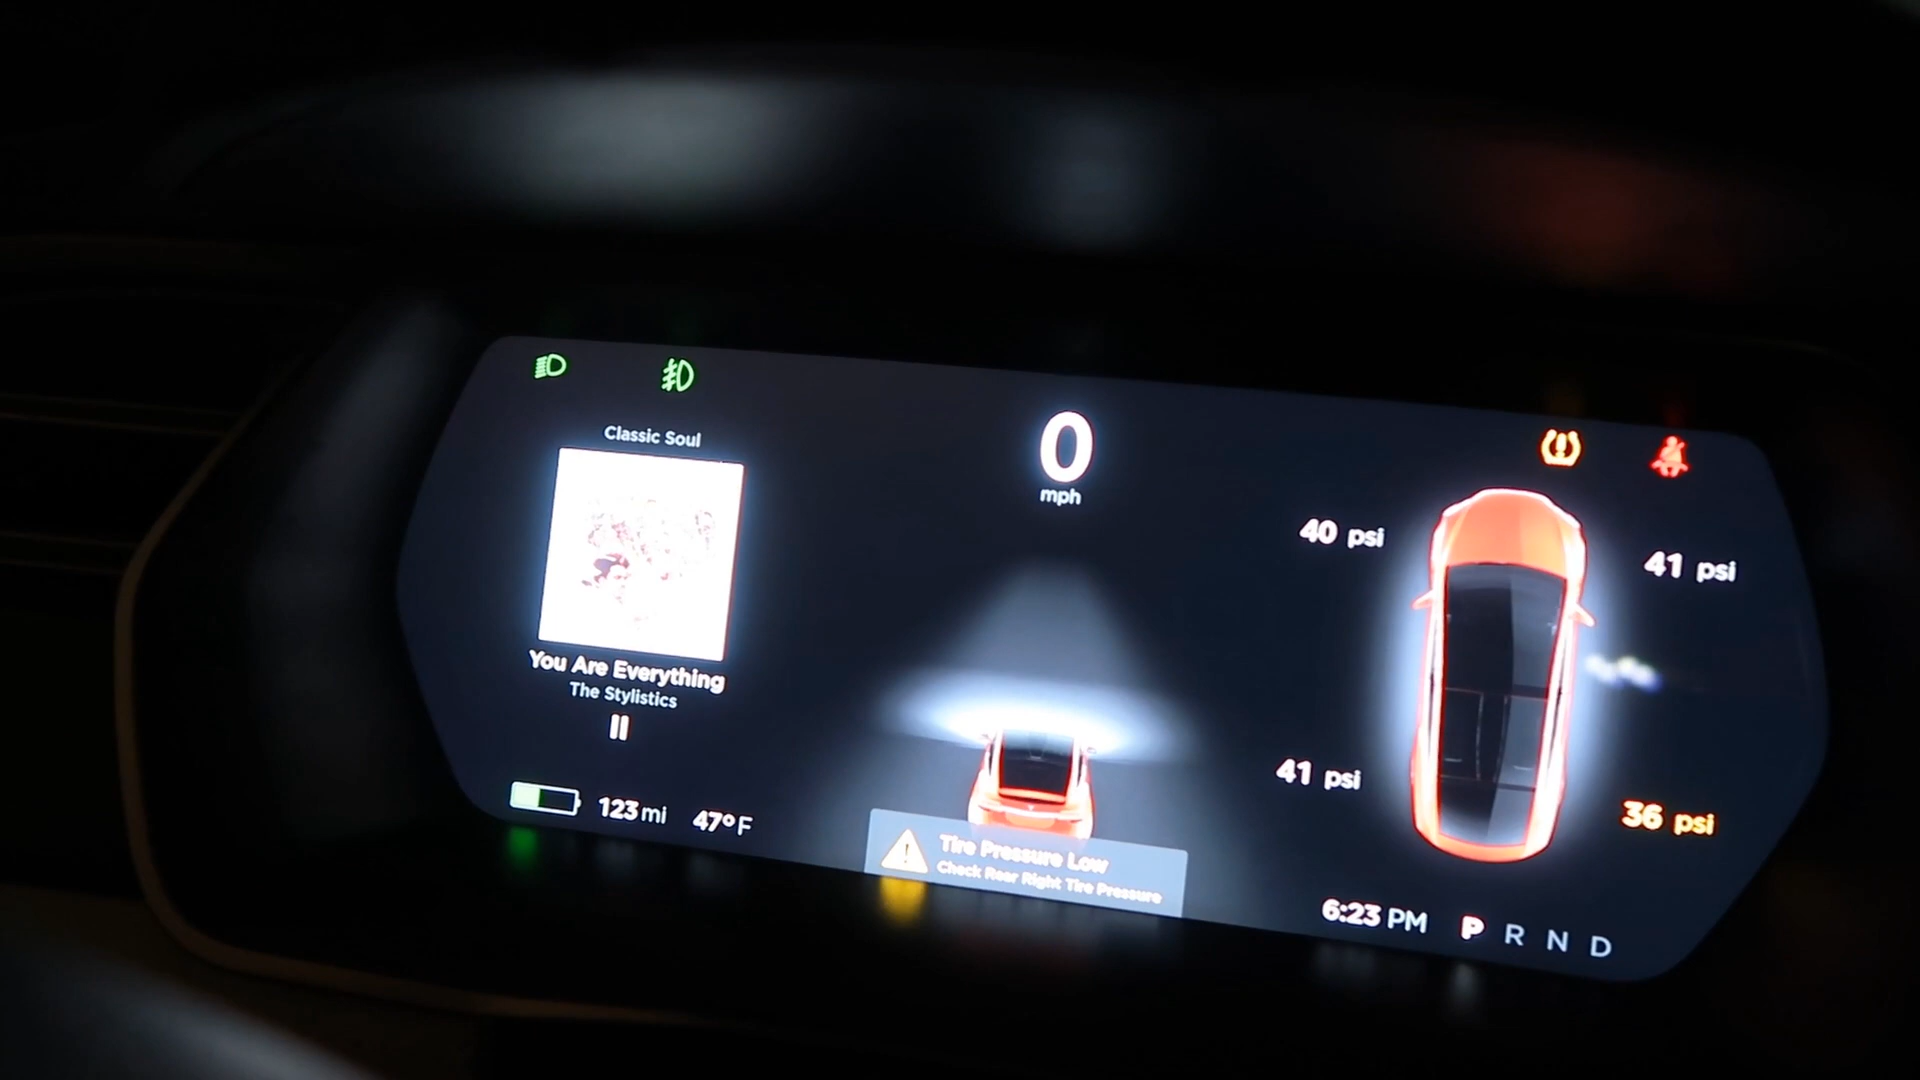 Classic Soul
You Are Everything
The Stylistics
123 mi
47°F
0
mph
Tire Pressure Low
Check Rear Right Tire Pressure
40 psi
41 psi
41 psi
36 psi
6:23 PM
P R N D